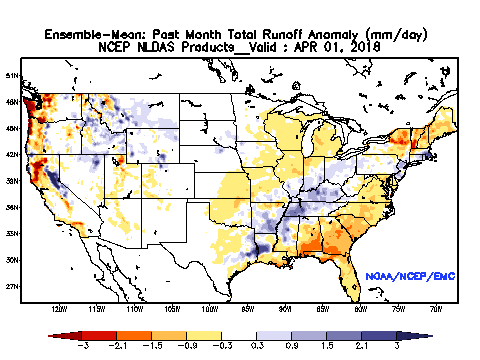 Ensemble-Mean: Past Month Total Runoff Anomaly (mm/day)
NCEP NLDAS Products__Valid : APR 01, 2018
51N
48N
45N
42N
39N
36N
33N
30N
27N
NOAA/NCEP/EMC
120W 115W 110W 105W 100W 95W 90W 85W 80W 75W 70W
-3 -2.1 -1.5 -0.9 -0.3 0.3 0.9 1.5 2.1 3